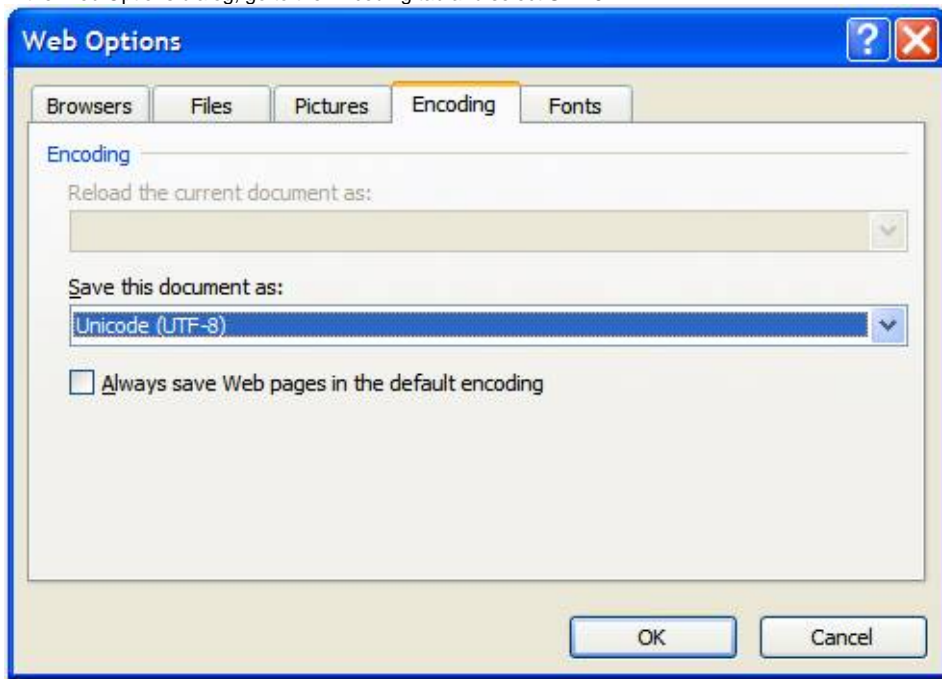 Web Options
Browsers Files Pictures Encoding Fonts
Encoding
Reload the current document as:
Save this document as:
Unicode (UTF-8)
Always save Web pages in the default encoding
OK Cancel